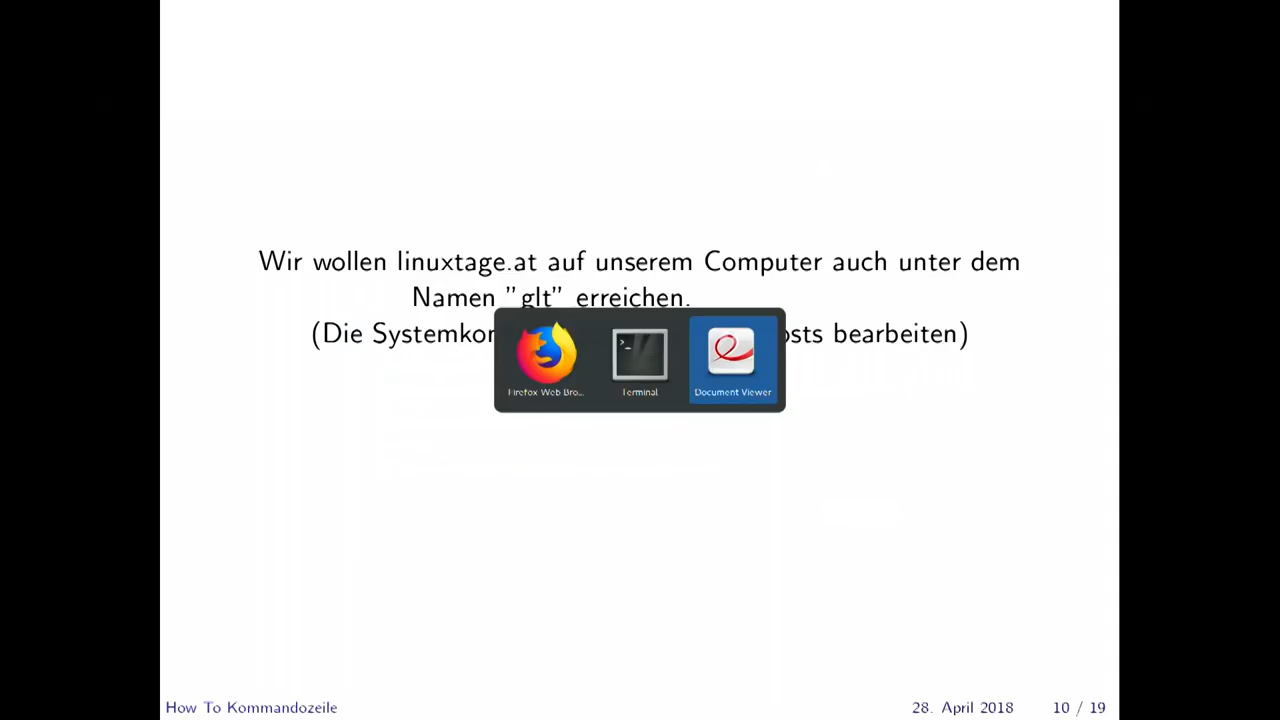 Wir wollen linuxtage.at auf unserem Computer auch unter dem
Namen "glt" erreichen.
(Die Systemkon osts bearbeiten)
Firefox Web Bro... Terminal Document Viewer
How To Kommandozeile 28. April 2018 10 / 19